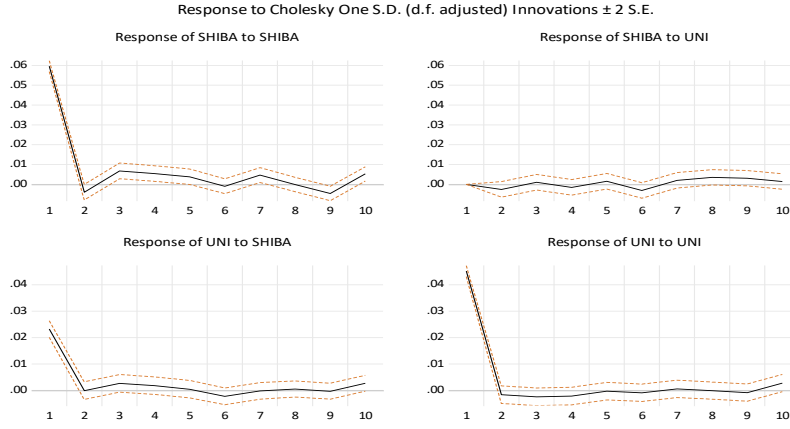 Response to Cholesky One S.D. (d.f. adjusted) Innovations ± 2 S.E.
Response of SHIBA to SHIBA
.06
.05
.04
.03
.02
.01
.00
1 2 3 4 5 6 7 8 9 10
Response of SHIBA to UNI
.06
.05
.04
.03
.02
.01
.00
1 2 3 4 5 6 7 8 9 10
Response of UNI to SHIBA
.04
.03
.02
.01
.00
1 2 3 4 5 6 7 8 9 10
Response of UNI to UNI
.04
.03
.02
.01
.00
1 2 3 4 5 6 7 8 9 10